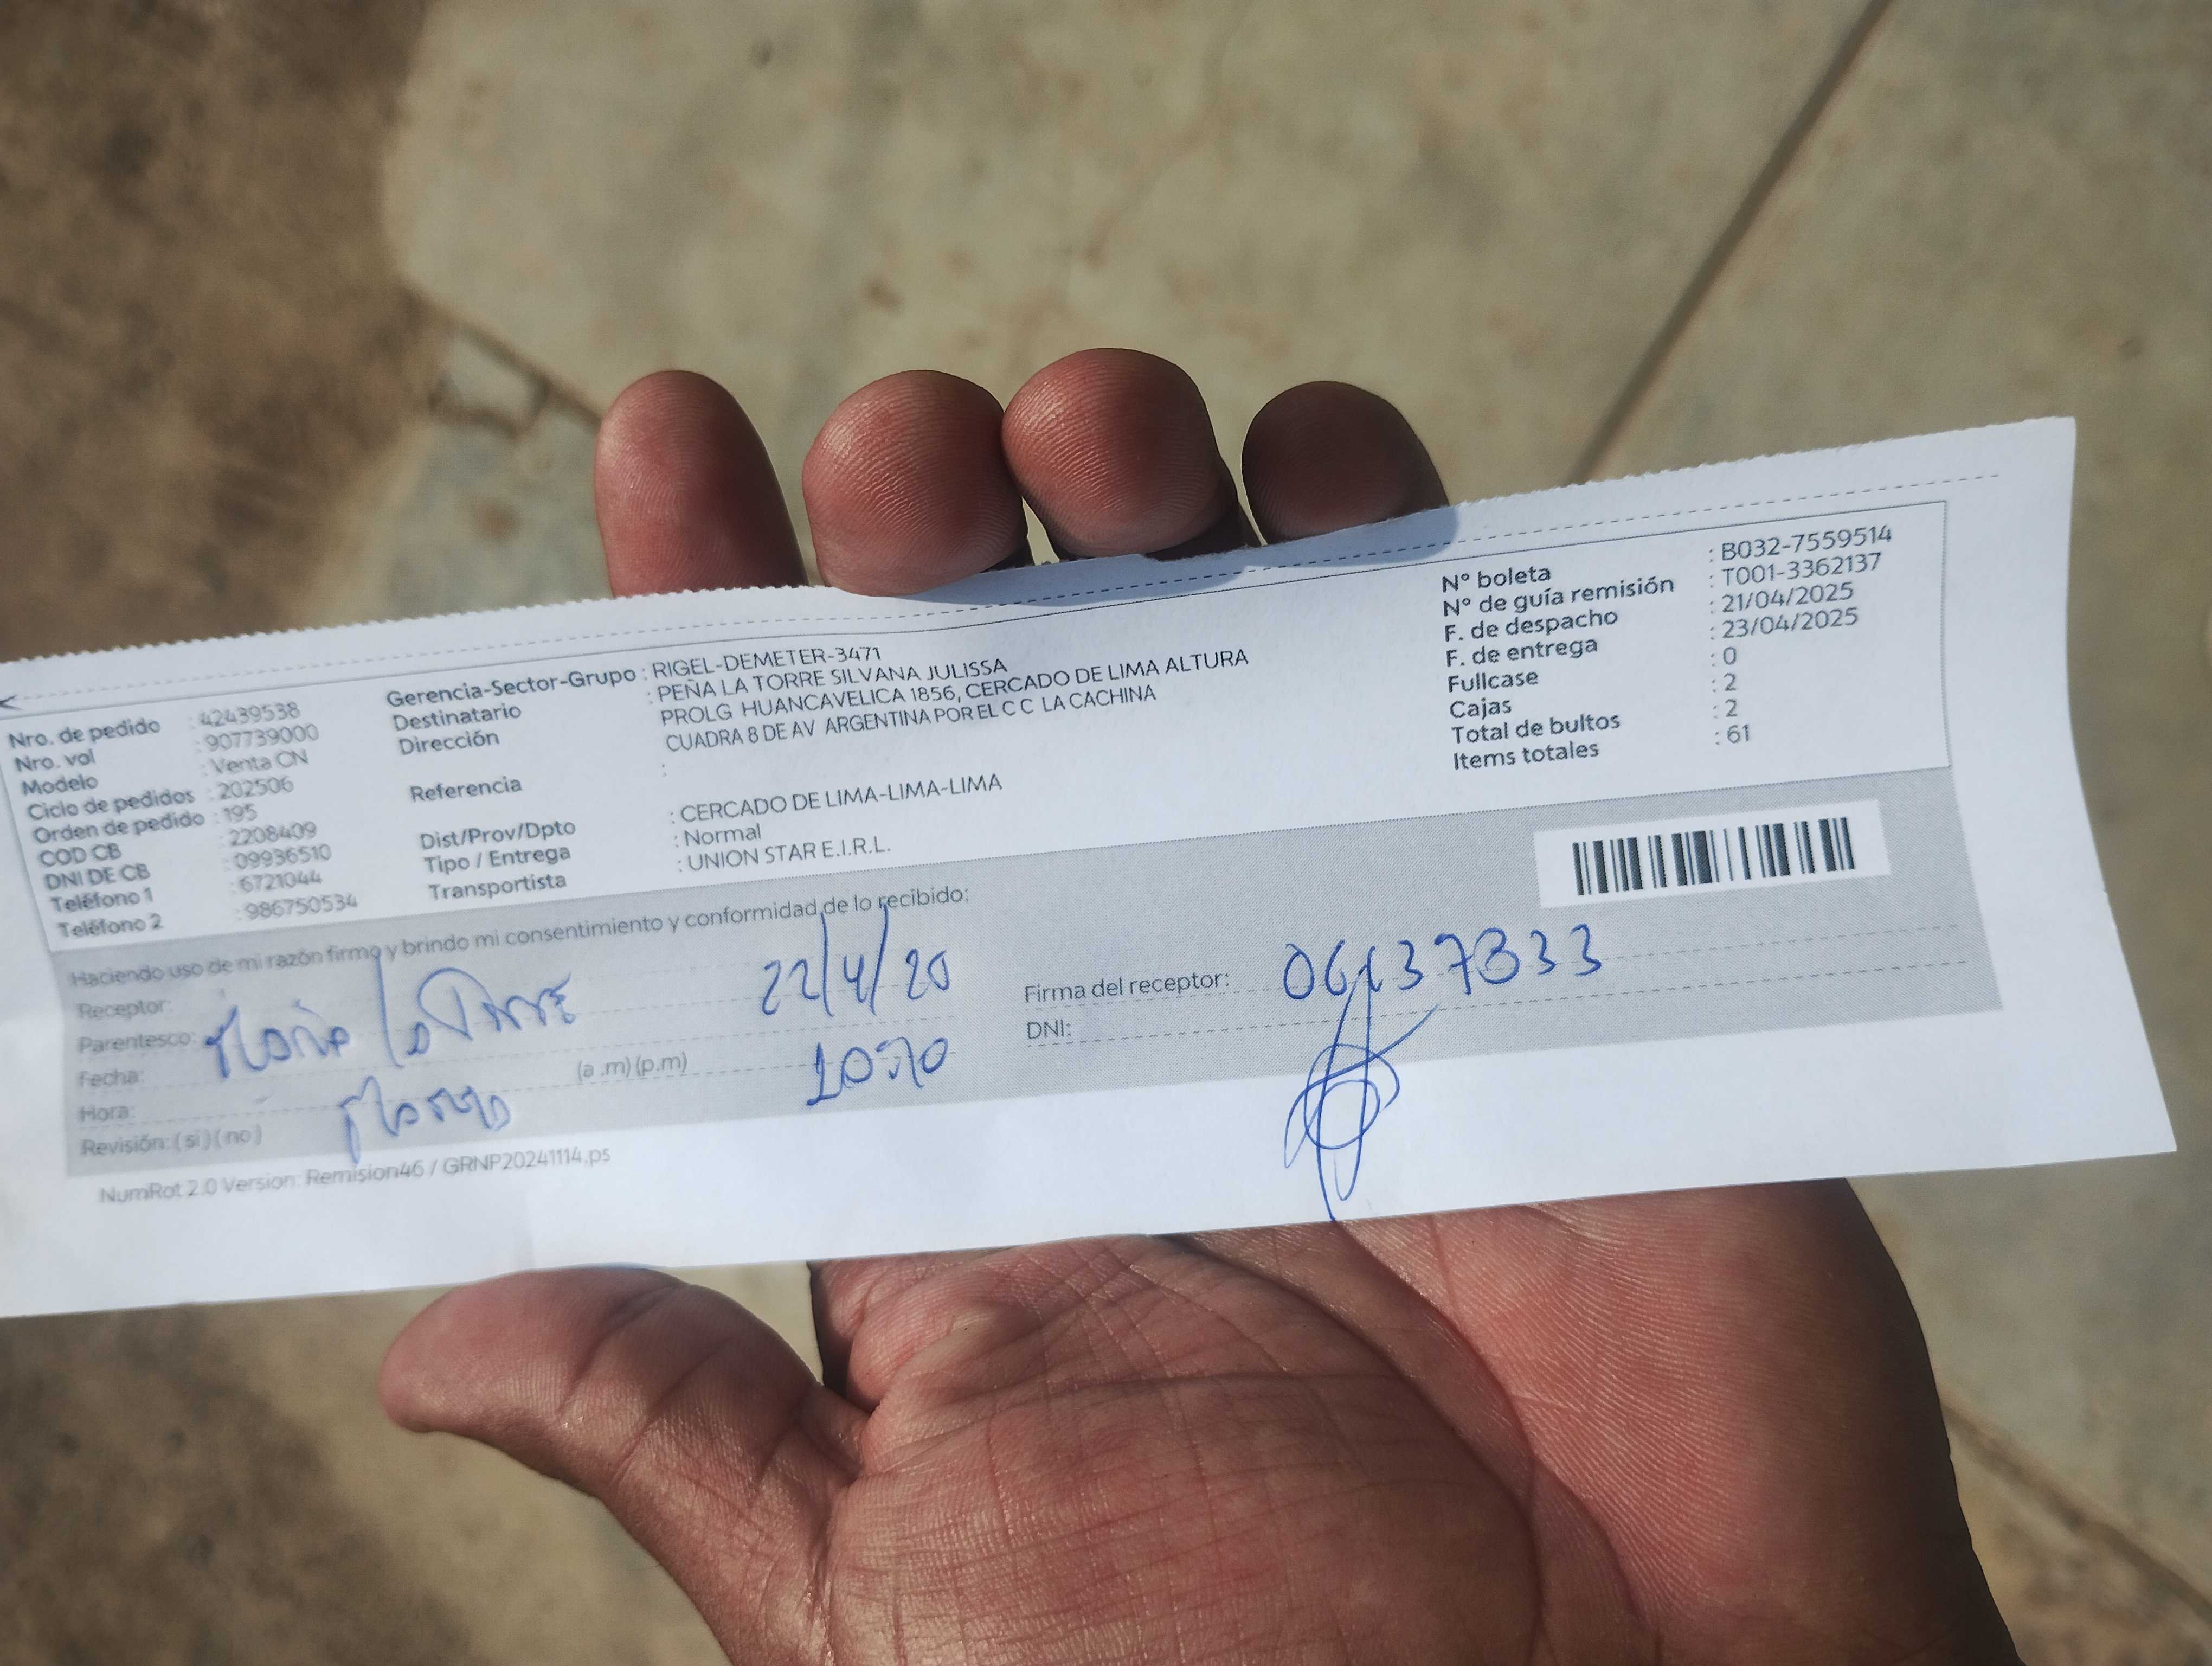 Nro. de pedido : 42439538
Nro. vol : 907739000
Modelo : Venta CN
Ciclo de pedidos : 202506
Orden de pedido : 195
COD CB : 2208409
DNI DE CB : 09936510
Teléfono 1 : 6721044
Teléfono 2 : 986750534
Gerencia-Sector-Grupo : RIGEL-DEMETER-3471
Destinatario : PEÑA LA TORRE SILVANA JULISSA
Dirección PROLG HUANCAVELICA 1856, CERCADO DE LIMA ALTURA
CUADRA 8 DE AV ARGENTINA POR EL C C LA CACHINA
Referencia :
Dist/Prov/Dpto : CERCADO DE LIMA-LIMA-LIMA
Tipo / Entrega : Normal
Transportista : UNION STAR E.I.R.L.
N° boleta : B032-7559514
N° de guía remisión : T001-3362137
F. de despacho : 21/04/2025
F. de entrega : 23/04/2025
Fullcase : 0
Cajas : 2
Total de bultos : 2
Items totales : 61
Haciendo uso de mi razón firmo y brindo mi consentimiento y conformidad de lo recibido:
Receptor:
Parentesco: 22/4/20
Fecha:
Hora: (a .m) (p.m)
Revisión: ( si ) ( no )
Firma del receptor:
DNI:
NumRot 2.0 Version: Remision46 / GRNP20241114.ps